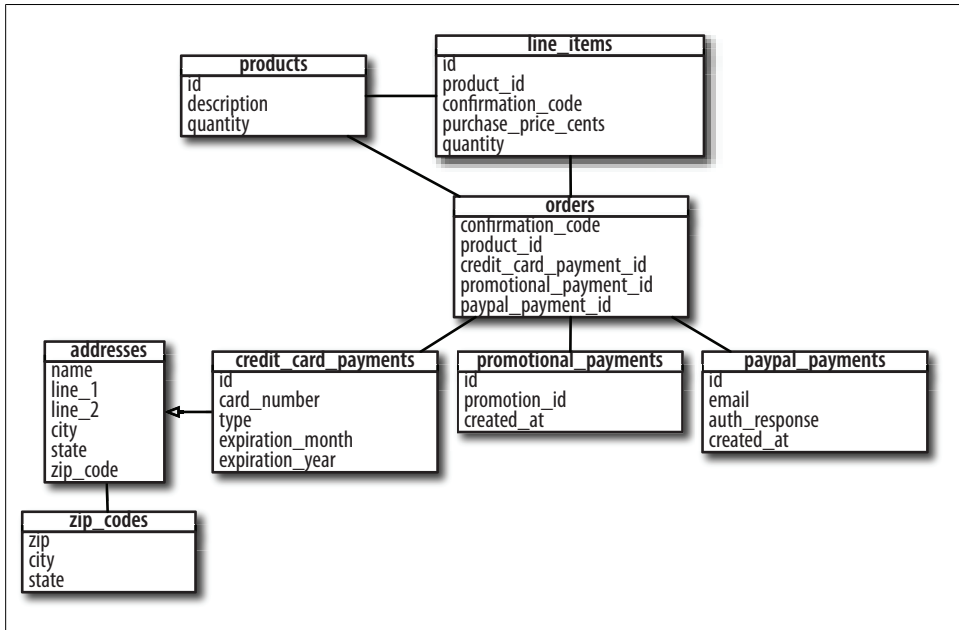 products
id
description
quantity
line_items
id
product_id
confirmation_code
purchase_price_cents
quantity
orders
confirmation_code
product_id
credit_card_payment_id
promotional_payment_id
paypal_payment_id
addresses
name
line_1
line_2
city
state
zip_code
credit_card_payments
id
card_number
type
expiration_month
expiration_year
promotional_payments
id
promotion_id
created_at
paypal_payments
id
email
auth_response
created_at
zip_codes
zip
city
state